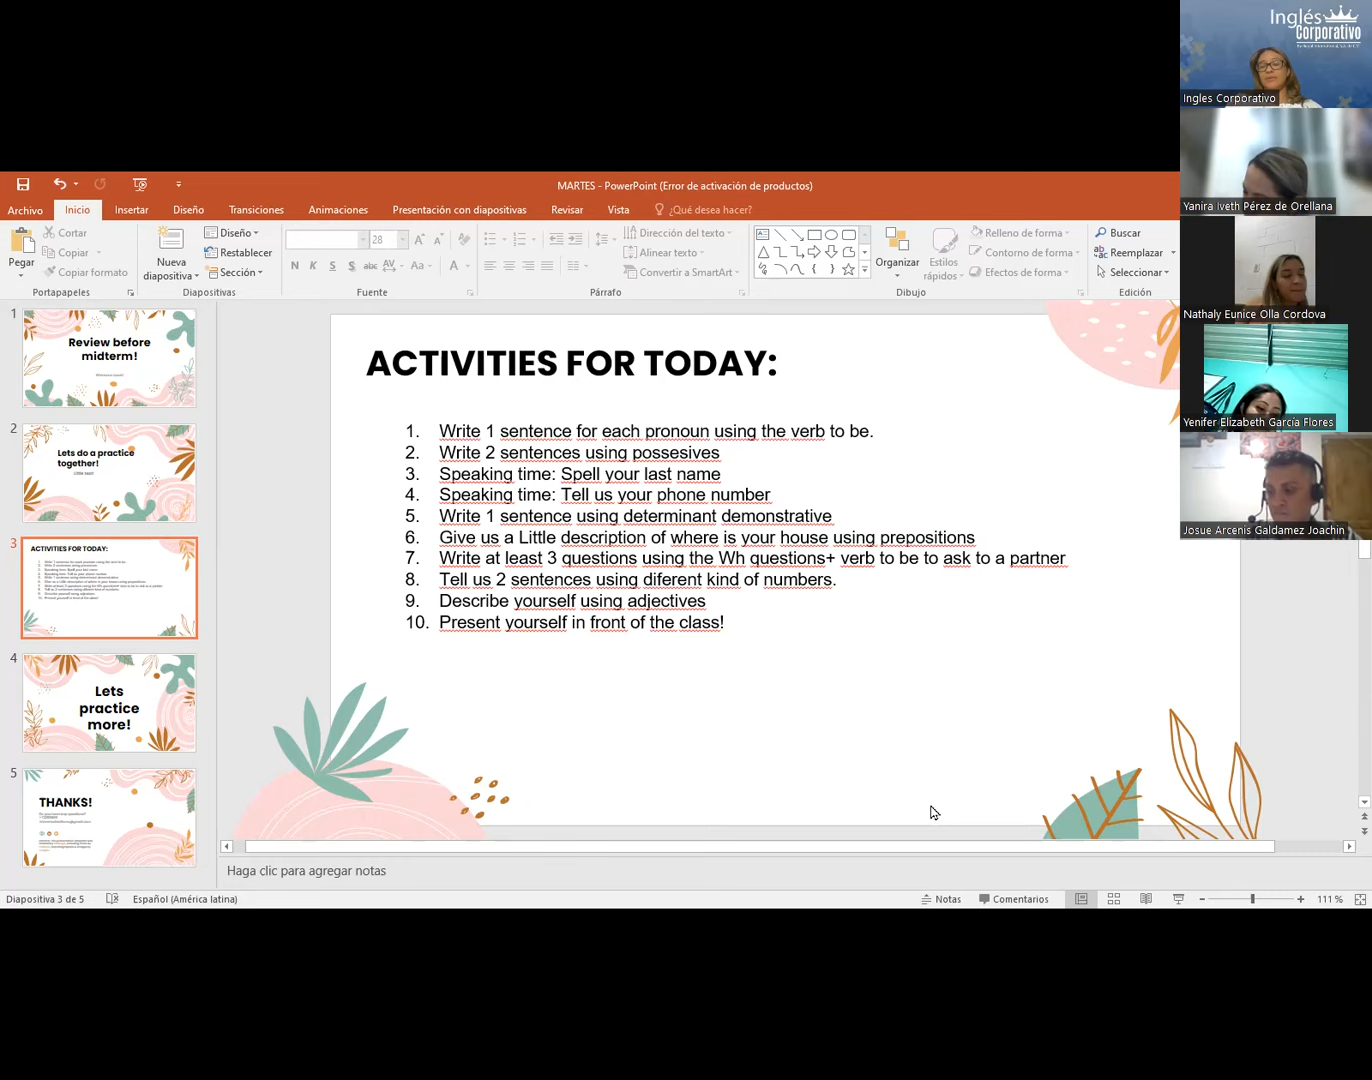 Inglés
Corporativo
Ingles Corporativo
Yanira Iveth Pérez de Orellana
Nathaly Eunice Olla Cordova
Yenifer Elizabeth García Flores
Josue Arcenis Galdamez Joachin
MARTES - PowerPoint (Error de activación de productos)
Archivo Inicio Insertar Diseño Transiciones Animaciones Presentación con diapositivas Revisar Vista ¿Qué desea hacer?
Pegar
Cortar
Copiar
Copiar formato
Portapapeles
Nueva
diapositiva
Diseño
Restablecer
Sección
Diapositivas
28
N K S S abc AV Aa A
Fuente
Dirección del texto
Alinear texto
Convertir a SmartArt
Párrafo
Organizar
Estilos
rápidos
Relleno de forma
Contorno de forma
Efectos de forma
Dibujo
Buscar
Reemplazar
Seleccionar
Edición
1
Review before
midterm!
2
Lets do a practice
together!
3
ACTIVITIES FOR TODAY:
4
Lets
practice
more!
5
THANKS!
ACTIVITIES FOR TODAY:
1. Write 1 sentence for each pronoun using the verb to be.
2. Write 2 sentences using possesives
3. Speaking time: Spell your last name
4. Speaking time: Tell us your phone number
5. Write 1 sentence using determinant demonstrative
6. Give us a Little description of where is your house using prepositions
7. Write at least 3 questions using the Wh questions+ verb to be to ask to a partner
8. Tell us 2 sentences using diferent kind of numbers.
9. Describe yourself using adjectives
10. Present yourself in front of the class!
Haga clic para agregar notas
Diapositiva 3 de 5 Español (América latina) Notas Comentarios 111 %